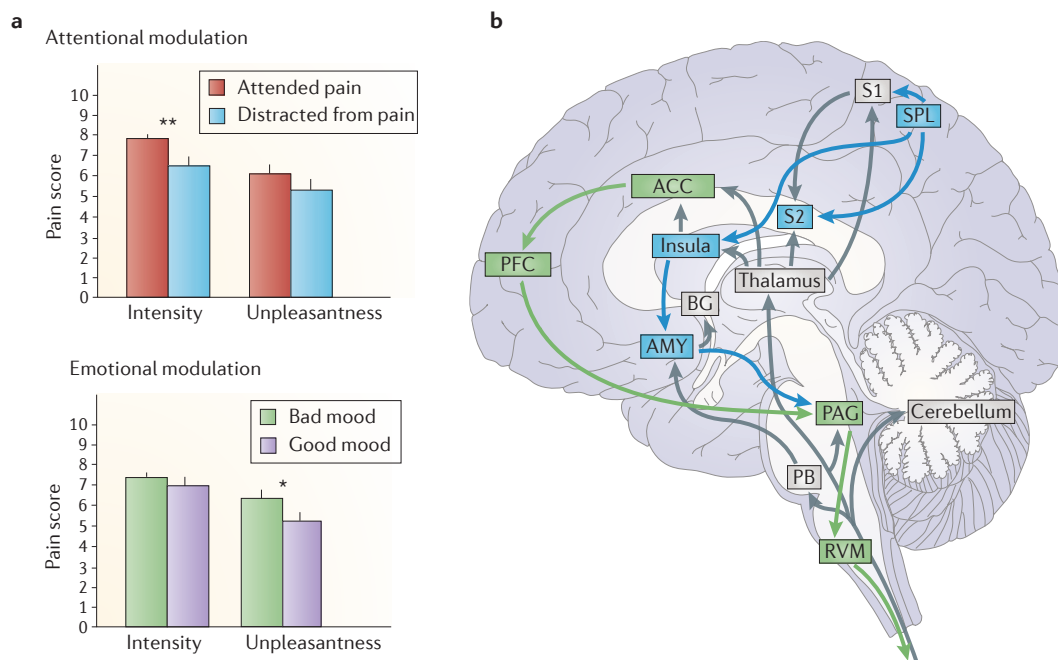 a
Attentional modulation
Pain score
10
9
8
7
6
5
4
3
2
1
0
Attended pain
Distracted from pain
**
Intensity
Unpleasantness
Emotional modulation
Pain score
10
9
8
7
6
5
4
3
2
1
0
Bad mood
Good mood
*
Intensity
Unpleasantness
b
S1
SPL
ACC
S2
Insula
PFC
Thalamus
BG
AMY
PAG
Cerebellum
PB
RVM